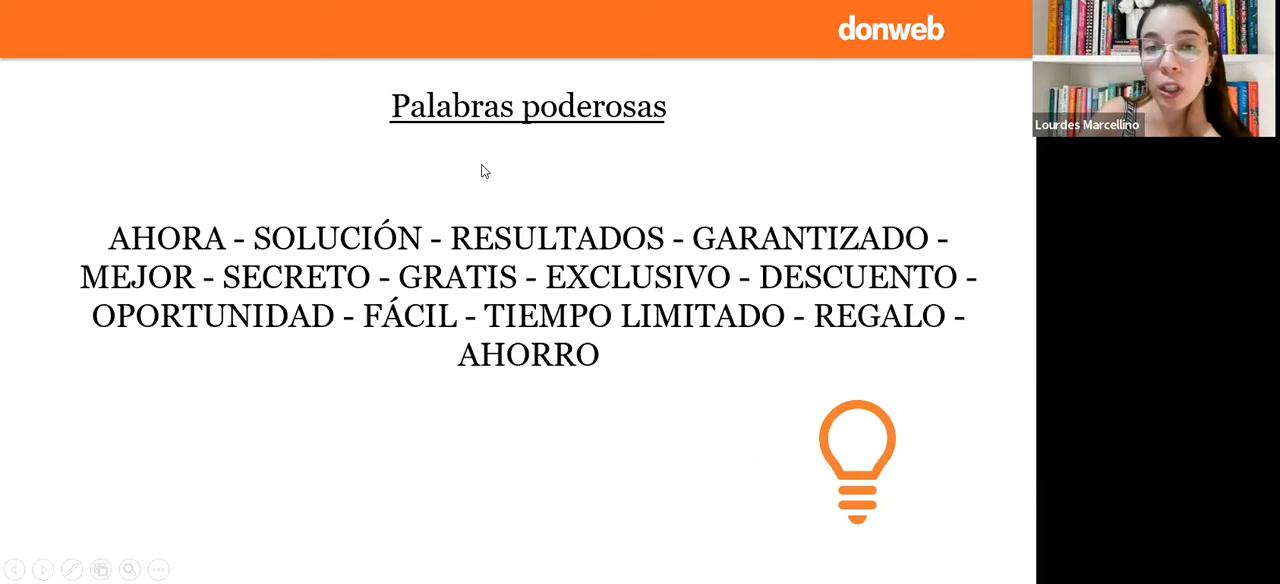 donweb
Lourdes Marcellino
Palabras poderosas
AHORA - SOLUCIÓN - RESULTADOS - GARANTIZADO -
MEJOR - SECRETO - GRATIS - EXCLUSIVO - DESCUENTO -
OPORTUNIDAD - FÁCIL - TIEMPO LIMITADO - REGALO -
AHORRO